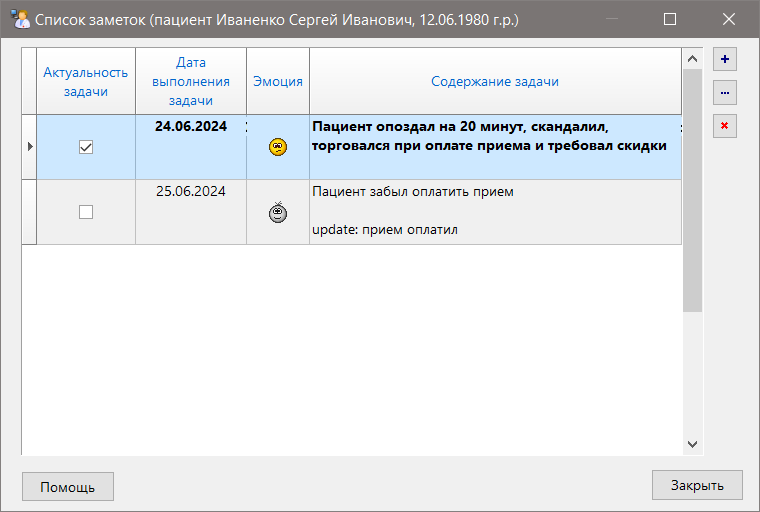 Список заметок (пациент Иваненко Сергей Иванович, 12.06.1980 г.р.)
Актуальность задачи
Дата выполнения задачи
Эмоция
Содержание задачи
24.06.2024
Пациент опоздал на 20 минут, скандалил,
торговался при оплате приема и требовал скидки
25.06.2024
Пациент забыл оплатить прием
update: прием оплатил
Помощь
Закрыть